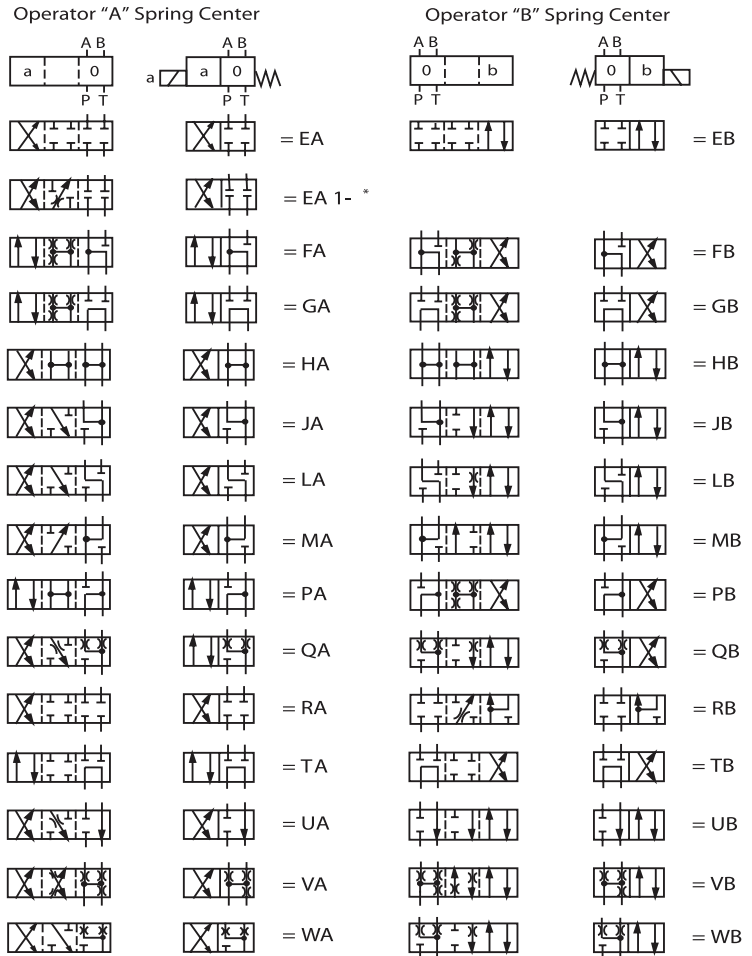 Operator “A” Spring Center
Operator “B” Spring Center
A B
A B
A B
A B
a 0
a a 0
0 b
0 b b
P T
P T
P T
P T
= EA
= EB
= EA 1- *
= FA
= FB
= GA
= GB
= HA
= HB
= JA
= JB
= LA
= LB
= MA
= MB
= PA
= PB
= QA
= QB
= RA
= RB
= TA
= TB
= UA
= UB
= VA
= VB
= WA
= WB